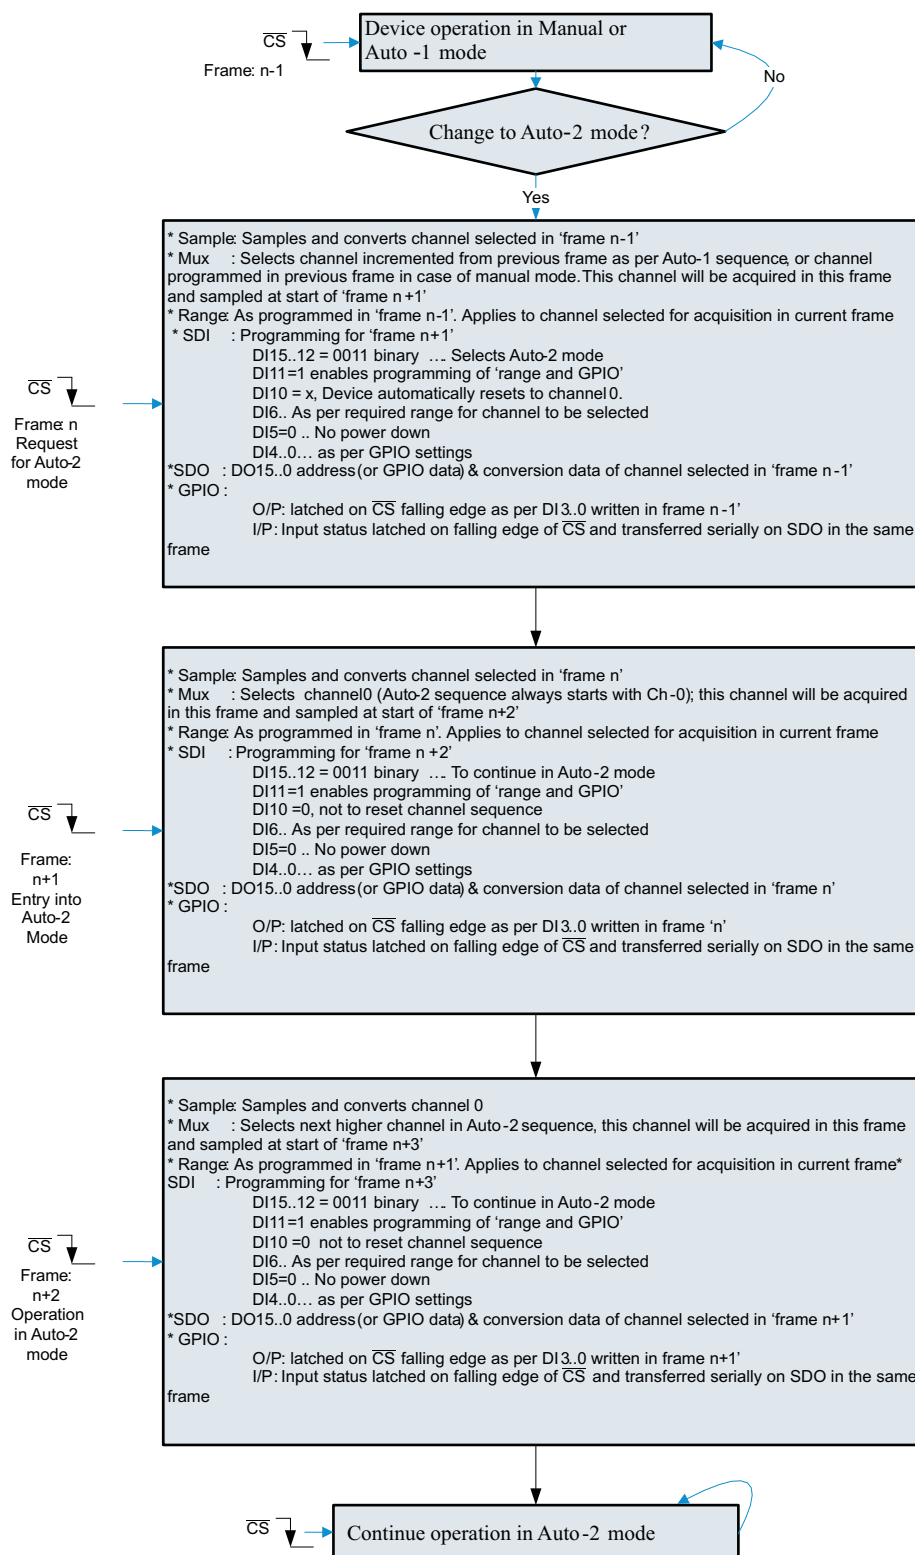 CS
Device operation in Manual or
Auto -1 mode
Frame: n-1
No
Change to Auto-2 mode?
Yes
* Sample: Samples and converts channel selected in ‘frame n-1’
* Mux : Selects channel incremented from previous frame as per Auto-1 sequence, or channel
programmed in previous frame in case of manual mode. This channel will be acquired in this frame
and sampled at start of ‘frame n+1’
* Range: As programmed in ‘frame n-1’. Applies to channel selected for acquisition in current frame
* SDI : Programming for ‘frame n+1’
DI15..12 = 0011 binary …. Selects Auto-2 mode
DI11=1 enables programming of ‘range and GPIO’
DI10 = x, Device automatically resets to channel 0.
DI6.. As per required range for channel to be selected
DI5=0 .. No power down
DI4..0… as per GPIO settings
*SDO : DO15..0 address (or GPIO data) & conversion data of channel selected in ‘frame n-1’
* GPIO :
O/P: latched on CS falling edge as per DI3..0 written in frame n-1’
I/P: Input status latched on falling edge of CS and transferred serially on SDO in the same
frame
CS
Frame: n
Request
for Auto-2
mode
* Sample: Samples and converts channel selected in ‘frame n’
* Mux : Selects channel0 (Auto-2 sequence always starts with Ch-0); this channel will be acquired
in this frame and sampled at start of ‘frame n+2’
* Range: As programmed in ‘frame n’. Applies to channel selected for acquisition in current frame
* SDI : Programming for ‘frame n+2’
DI15..12 = 0011 binary …. To continue in Auto-2 mode
DI11=1 enables programming of ‘range and GPIO’
DI10 =0, not to reset channel sequence
DI6.. As per required range for channel to be selected
DI5=0 .. No power down
DI4..0… as per GPIO settings
*SDO : DO15..0 address (or GPIO data) & conversion data of channel selected in ‘frame n’
* GPIO :
O/P: latched on CS falling edge as per DI3..0 written in frame ‘n’
I/P: Input status latched on falling edge of CS and transferred serially on SDO in the same
frame
CS
Frame:
n+1
Entry into
Auto-2
Mode
* Sample: Samples and converts channel 0
* Mux : Selects next higher channel in Auto-2 sequence, this channel will be acquired in this frame
and sampled at start of ‘frame n+3’
* Range: As programmed in ‘frame n+1’. Applies to channel selected for acquisition in current frame*
SDI : Programming for ‘frame n+3’
DI15..12 = 0011 binary …. To continue in Auto-2 mode
DI11=1 enables programming of ‘range and GPIO’
DI10 =0 not to reset channel sequence
DI6.. As per required range for channel to be selected
DI5=0 .. No power down
DI4..0… as per GPIO settings
*SDO : DO15..0 address (or GPIO data) & conversion data of channel selected in ‘frame n+1’
* GPIO :
O/P: latched on CS falling edge as per DI3..0 written in frame n+1’
I/P: Input status latched on falling edge of CS and transferred serially on SDO in the same
frame
CS
Frame:
n+2
Operation
in Auto-2
mode
CS
Continue operation in Auto-2 mode